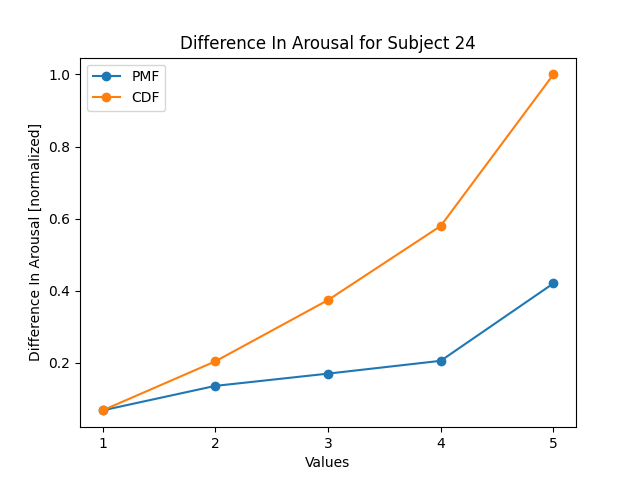 Difference In Arousal for Subject 24
PMF
CDF
Difference In Arousal [normalized]
1.0
0.8
0.6
0.4
0.2
1 2 3 4 5
Values